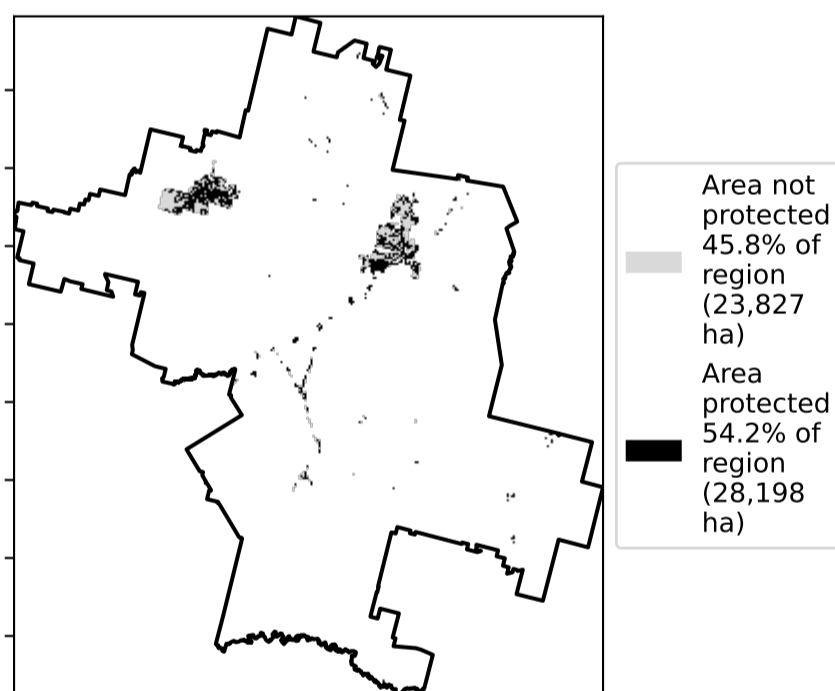 Area not
protected
45.8% of
region
(23,827
ha)
Area
protected
54.2% of
region
(28,198
ha)